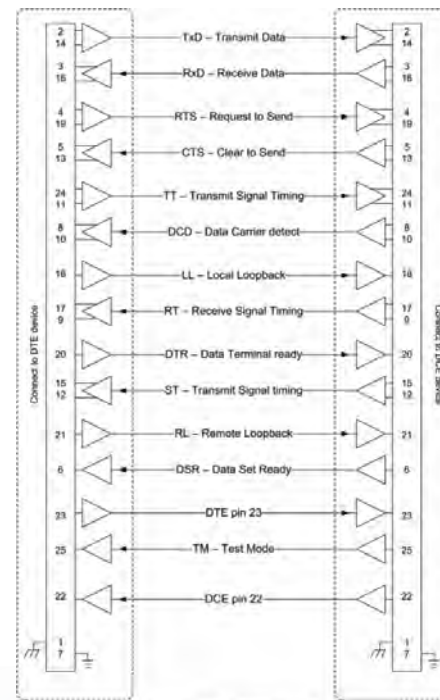 2 TxD – Transmit Data 2
14 14
3 RxD – Receive Data 3
16 16
4 RTS – Request to Send 4
19 19
5 CTS – Clear to Send 5
13 13
24 TT – Transmit Signal Timing 24
11 11
8 DCD – Data Carrier detect 8
10 10
18 LL – Local Loopback 18
17 RT – Receive Signal Timing 17
9 9
20 DTR – Data Terminal ready 20
15 ST – Transmit Signal timing 15
12 12
21 RL – Remote Loopback 21
6 DSR – Data Set Ready 6
23 DTE pin 23 23
25 TM – Test Mode 25
22 DCE pin 22 22
1 1
7 7
Connect to DTE device
Connect to DCE device